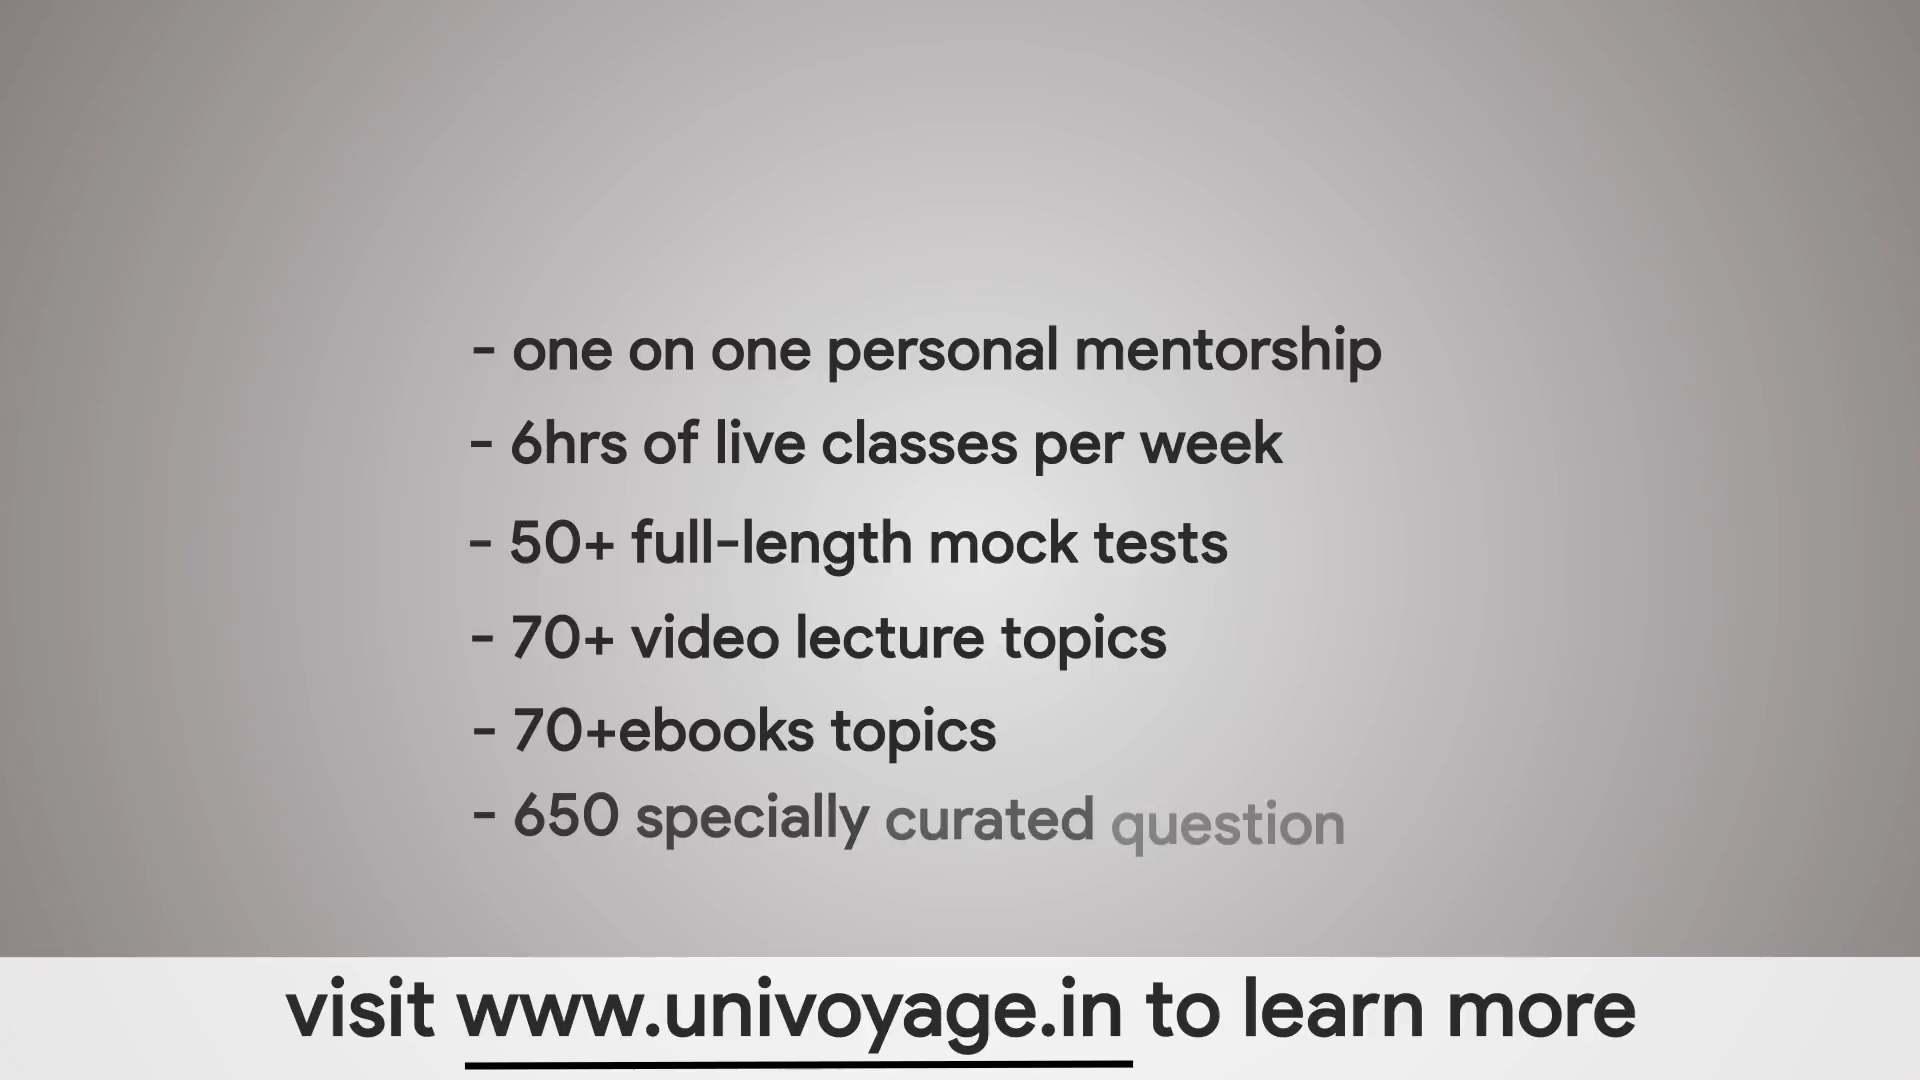 - one on one personal mentorship
- 6hrs of live classes per week
- 50+ full-length mock tests
- 70+ video lecture topics
- 70+ebooks topics
- 650 specially curated question
visit www.univoyage.in to learn more